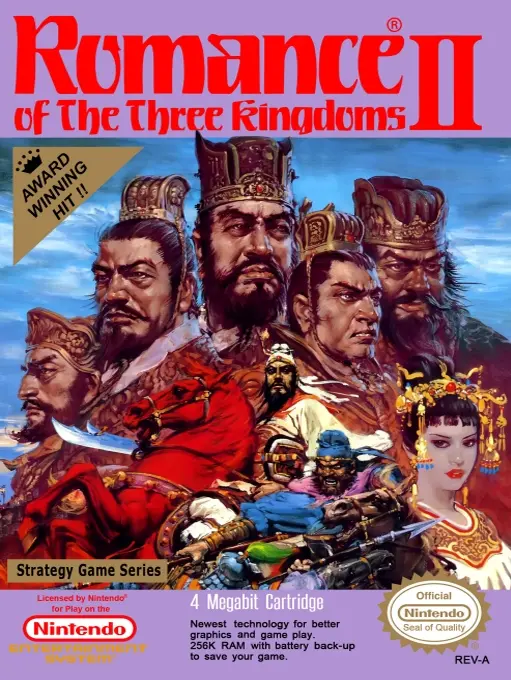 Romance® II
of The Three Kingdoms
AWARD
WINNING
HIT !!
Strategy Game Series
Licensed by Nintendo®
for Play on the
Nintendo
ENTERTAINMENT
SYSTEM
4 Megabit Cartridge
Newest technology for better
graphics and game play.
256K RAM with battery back-up
to save your game.
Official
Nintendo
Seal of Quality
REV-A